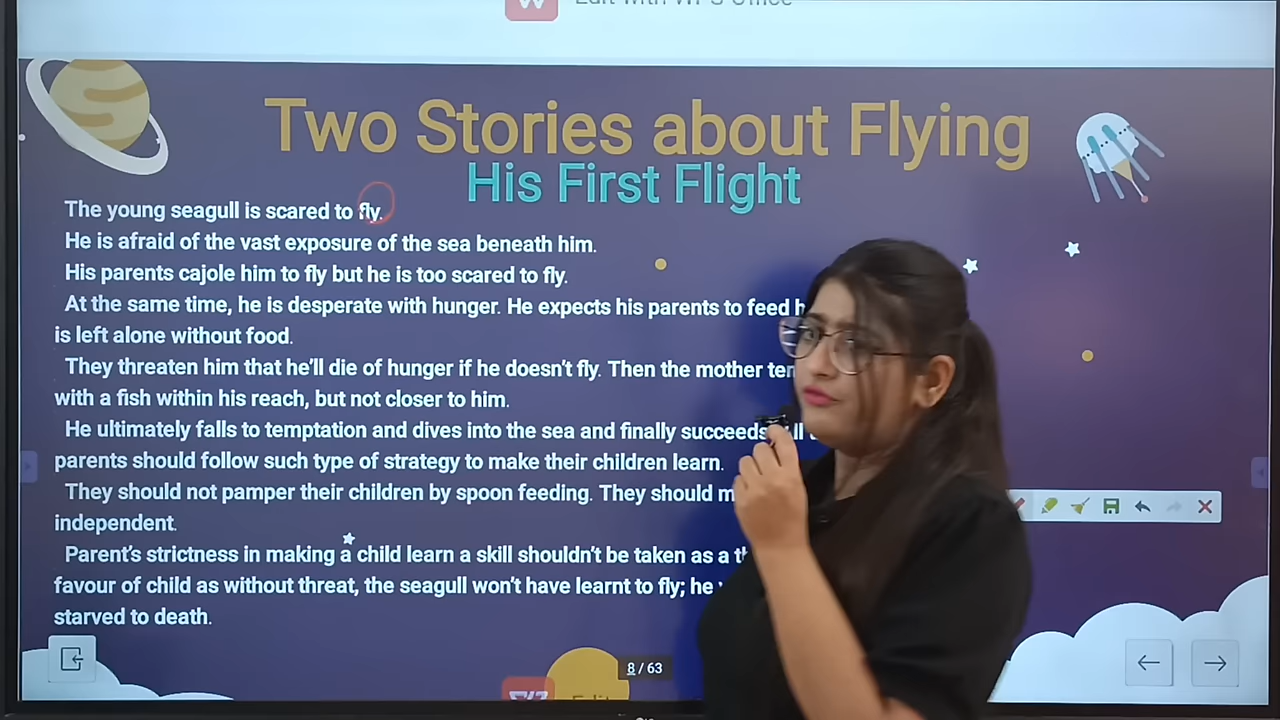 Edit with WPS Office
Two Stories about Flying
His First Flight
The young seagull is scared to fly.
He is afraid of the vast exposure of the sea beneath him.
His parents cajole him to fly but he is too scared to fly.
At the same time, he is desperate with hunger. He expects his parents to feed
is left alone without food.
They threaten him that he'll die of hunger if he doesn't fly. Then the mother
with a fish within his reach, but not closer to him.
He ultimately falls to temptation and dives into the sea and finally succeeds
parents should follow such type of strategy to make their children learn.
They should not pamper their children by spoon feeding. They should
independent.
Parent's strictness in making a child learn a skill shouldn't be taken as a
favour of child as without threat, the seagull won't have learnt to fly; he
starved to death.
8 / 63